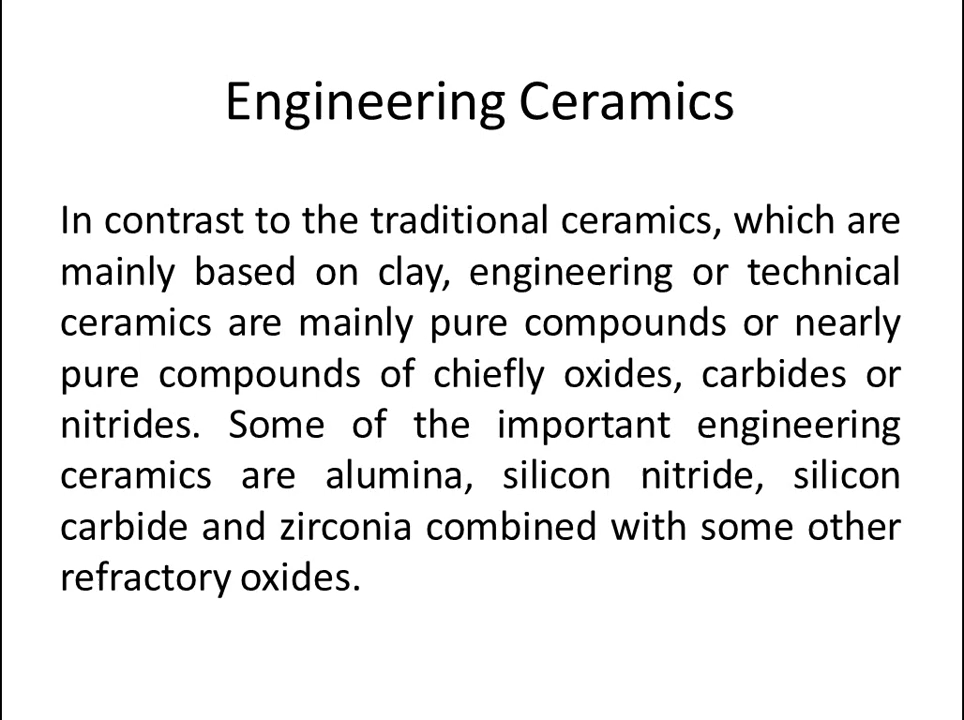 Engineering Ceramics
In contrast to the traditional ceramics, which are
mainly based on clay, engineering or technical
ceramics are mainly pure compounds or nearly
pure compounds of chiefly oxides, carbides or
nitrides. Some of the important engineering
ceramics are alumina, silicon nitride, silicon
carbide and zirconia combined with some other
refractory oxides.